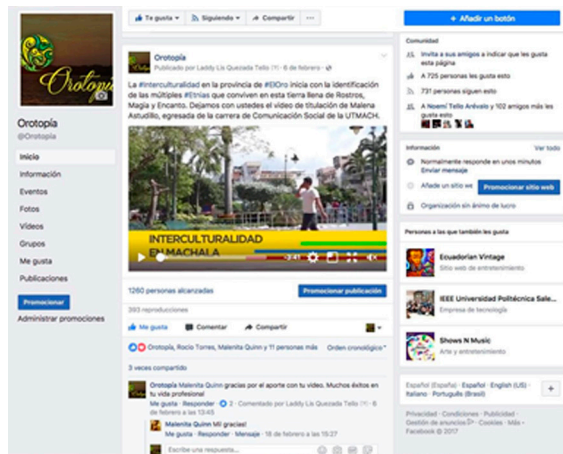 Orotopía
Orotopía
@Orotopia
Inicio
Información
Eventos
Fotos
Vídeos
Grupos
Me gusta
Publicaciones
Promocionar
Administrar promociones
Te gusta
Siguiendo
Compartir
Orotopía
Publicado por Laddy Lis Quezada Tello · 6 de febrero ·
La #Interculturalidad en la provincia de #ElOro inicia con la identificación
de las múltiples #Etnias que conviven en esta tierra llena de Rostros,
Magia y Encanto. Dejamos con ustedes el video de titulación de Malena
Astudillo, egresada de la carrera de Comunicación Social de la UTMACH.
INTERCULTURALIDAD
EN MACHALA
-3:41
1260 personas alcanzadas
Promocionar publicación
393 reproducciones
Me gusta
Comentar
Compartir
Orotopía, Rocio Torres, Malenita Quinn y 11 personas más
Orden cronológico
3 veces compartido
Orotopía Malenita Quinn gracias por el aporte con tu video. Muchos éxitos en
tu vida profesional
Me gusta · Responder · 2 · Comentado por Laddy Lis Quezada Tello · 6
de febrero a las 13:45
Malenita Quinn Mil gracias!
Me gusta · Responder · Mensaje · 18 de febrero a las 15:27
Escribe una respuesta...
+ Añadir un botón
Comunidad
Invita a sus amigos a indicar que les gusta
esta página
A 725 personas les gusta esto
731 personas siguen esto
A Noemí Tello Arévalo y 102 amigos más les
gusta esto
Información
Ver todo
Normalmente responde en unos minutos
Enviar mensaje
Añade un sitio we
Promocionar sitio web
Organización sin ánimo de lucro
Personas a las que también les gusta
Ecuadorian Vintage
Sitio web de entretenimiento
IEEE Universidad Politécnica Sale...
Empresa de tecnología
Shows N Music
Arte y entretenimiento
Español (España) · Español · English (US) ·
Italiano · Português (Brasil)
+
Privacidad · Condiciones · Publicidad ·
Gestión de anuncios · Cookies · Más
Facebook © 2017